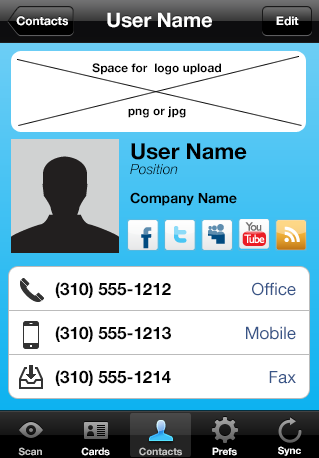 Contacts
User Name
Edit
Space for logo upload
png or jpg
User Name
Position
Company Name
f
t
You
Tube
(310) 555-1212 Office
(310) 555-1213 Mobile
(310) 555-1214 Fax
Scan
Cards
Contacts
Prefs
Sync